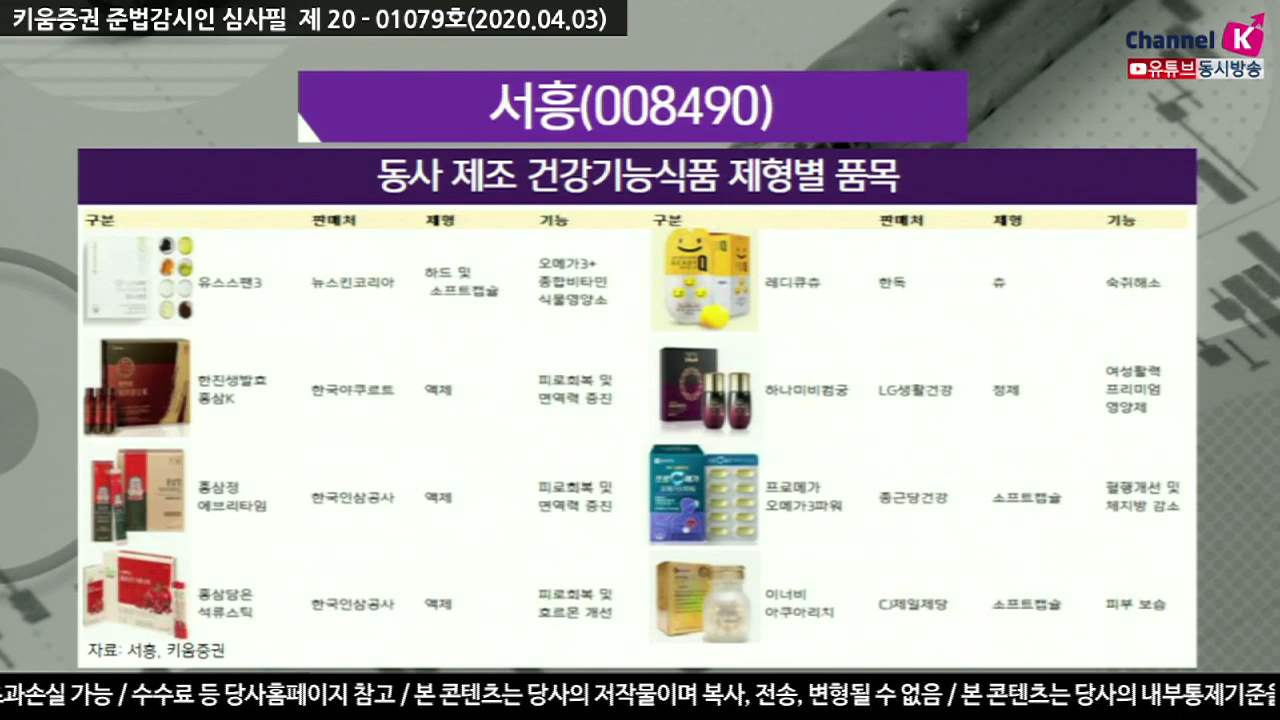 키움증권 준법감시인 심사필 제 20 - 01079호(2020.04.03)
Channel K
유튜브 동시방송
서흥(008490)
동사 제조 건강기능식품 제형별 품목
구분 판매처 제형 기능 구분 판매처 제형 기능
유스스팬3 뉴스킨코리아 하드 및 소프트캡슐 오메가3+ 종합비타민 식물영양소
레디큐츄 한독 츄 숙취해소
한진생발효 홍삼K 한국야쿠르트 액제 피로회복 및 면역력 증진
하나미비컴궁 LG생활건강 정제 여성활력 프리미엄 영양제
홍삼정 에브리타임 한국인삼공사 액제 피로회복 및 면역력 증진
프로메가 오메가3파워 종근당건강 소프트캡슐 혈행개선 및 체지방 감소
홍삼담은 석류스틱 한국인삼공사 액제 피로회복 및 호르몬 개선
이너비 아쿠아리치 CJ제일제당 소프트캡슐 피부 보습
자료: 서흥, 키움증권
초과손실 가능 / 수수료 등 당사홈페이지 참고 / 본 콘텐츠는 당사의 저작물이며 복사, 전송, 변형될 수 없음 / 본 콘텐츠는 당사의 내부통제기준을